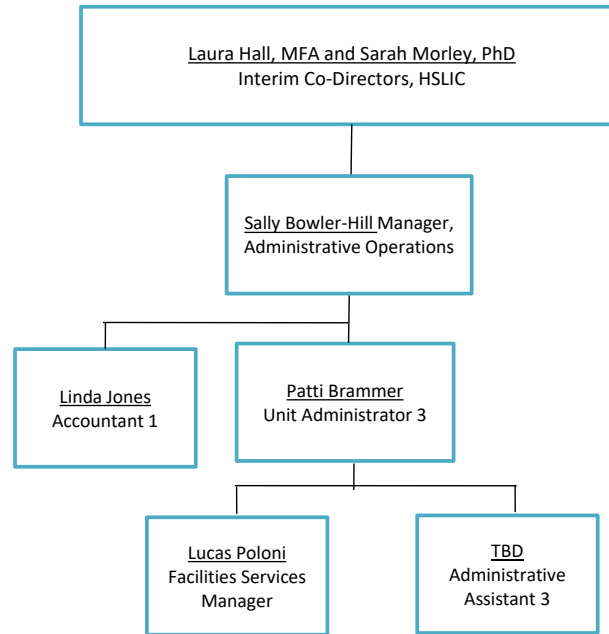 Laura Hall, MFA and Sarah Morley, PhD
Interim Co-Directors, HSLIC
Sally Bowler-Hill Manager,
Administrative Operations
Linda Jones
Accountant 1
Patti Brammer
Unit Administrator 3
Lucas Poloni
Facilities Services
Manager
TBD
Administrative
Assistant 3